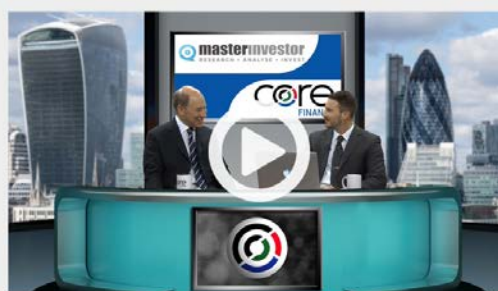 masterinvestor
RESEARCH • ANALYSE • INVEST
core
FINAN